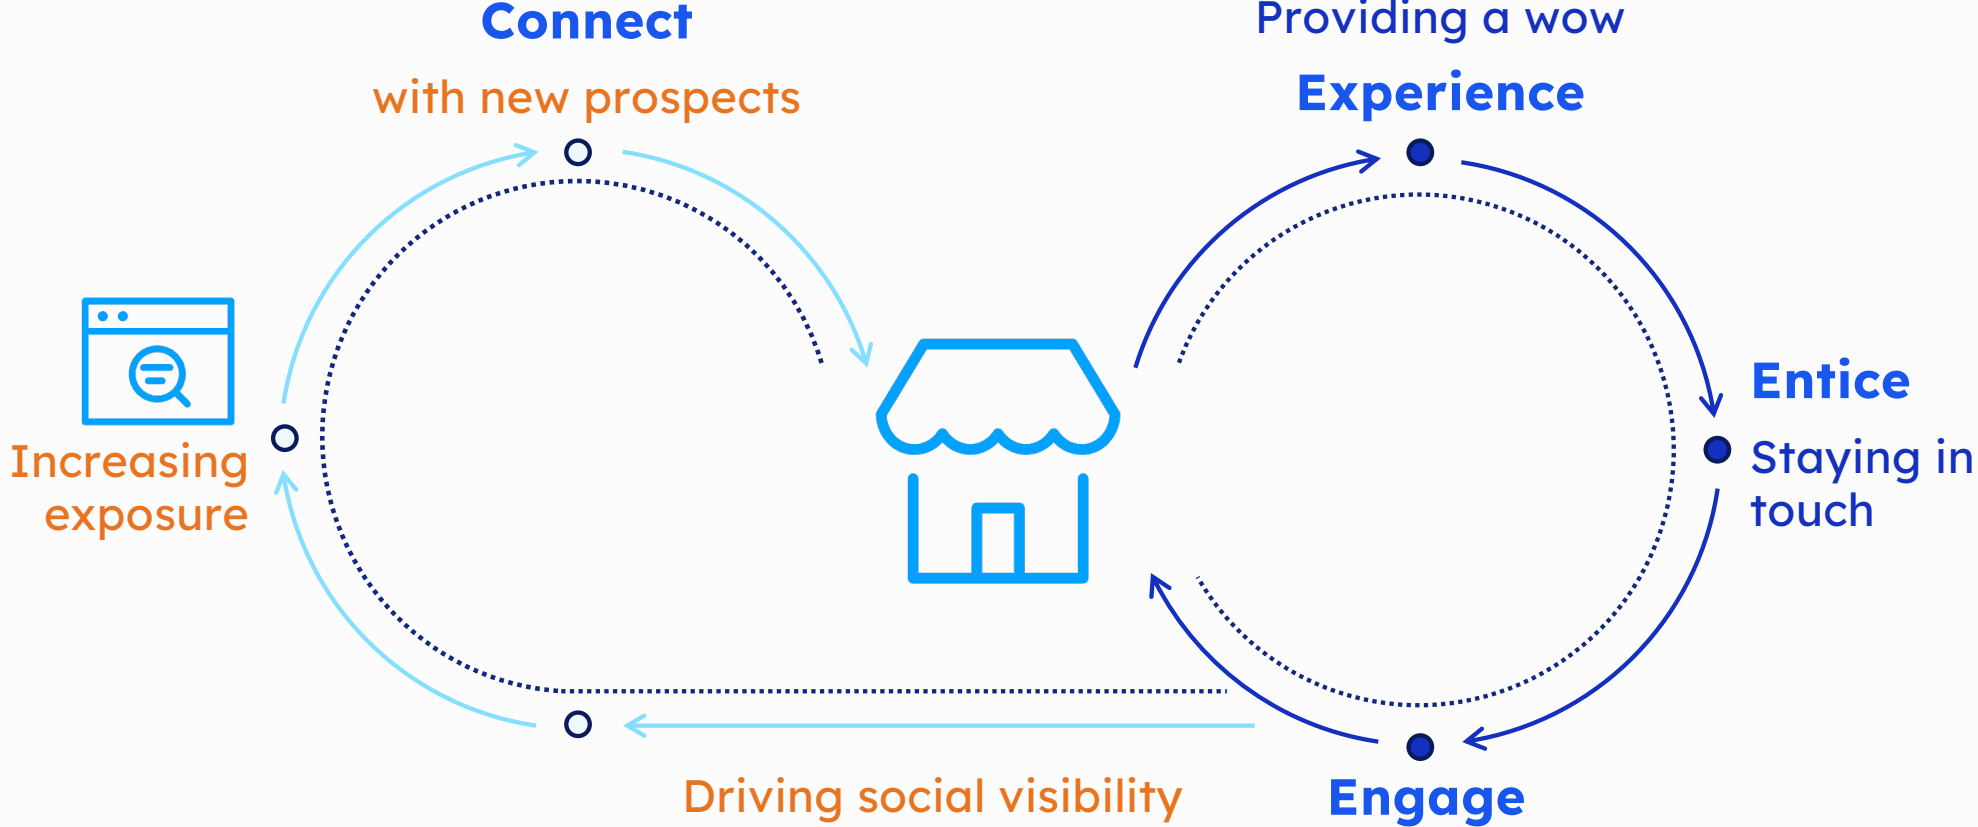 Connect
with new prospects
Providing a wow
Experience
Increasing
exposure
Entice
Staying in
touch
Driving social visibility
Engage